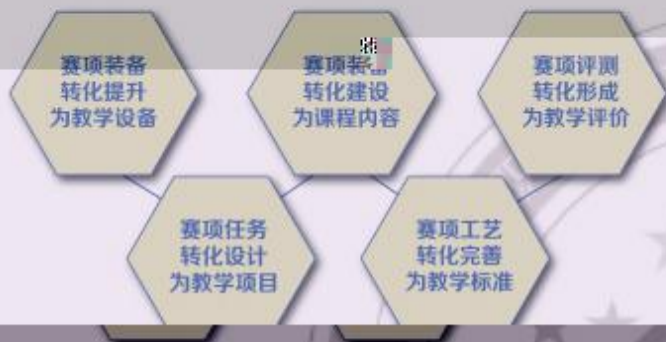 赛项装备
转化提升
为教学设备
赛项装
转化建设
为课程内容
赛项评测
转化形成
为教学评价
赛项任务
转化设计
为教学项目
赛项工艺
转化完善
为教学标准